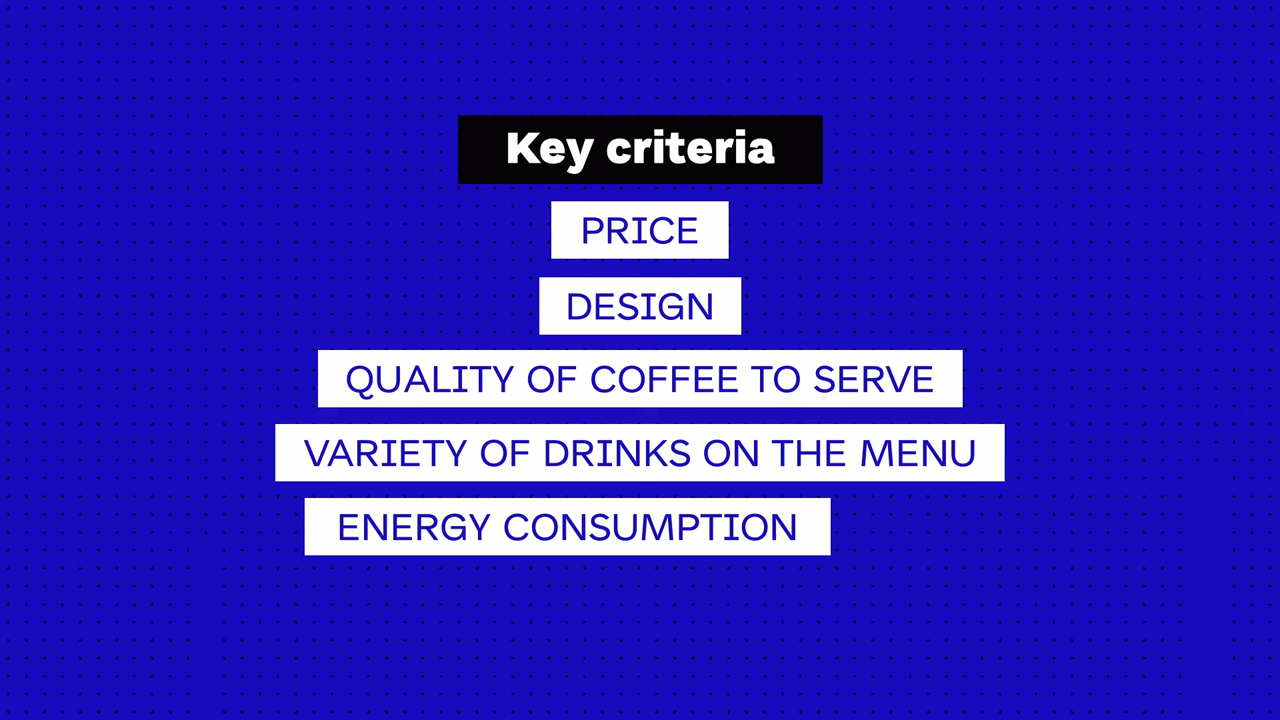 Key criteria
PRICE
DESIGN
QUALITY OF COFFEE TO SERVE
VARIETY OF DRINKS ON THE MENU
ENERGY CONSUMPTION